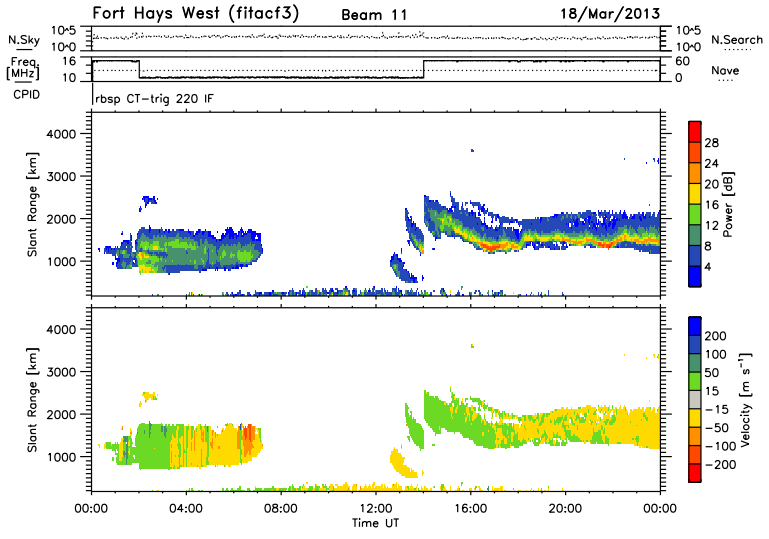 Fort Hays West (fitacf3) Beam 11 18/Mar/2013
N.Sky 10^5 10^0 10^5 10^0 N.Search
Freq. [MHz] 16 10 60 0 Nave
CPID rbsp CT-trig 220 IF
Slant Range [km]
4000
3000
2000
1000
28
24
20
16
12
8
4
Power [dB]
Slant Range [km]
4000
3000
2000
1000
200
100
50
15
-15
-50
-100
-200
Velocity [m s⁻¹]
00:00 04:00 08:00 12:00 16:00 20:00 00:00
Time UT